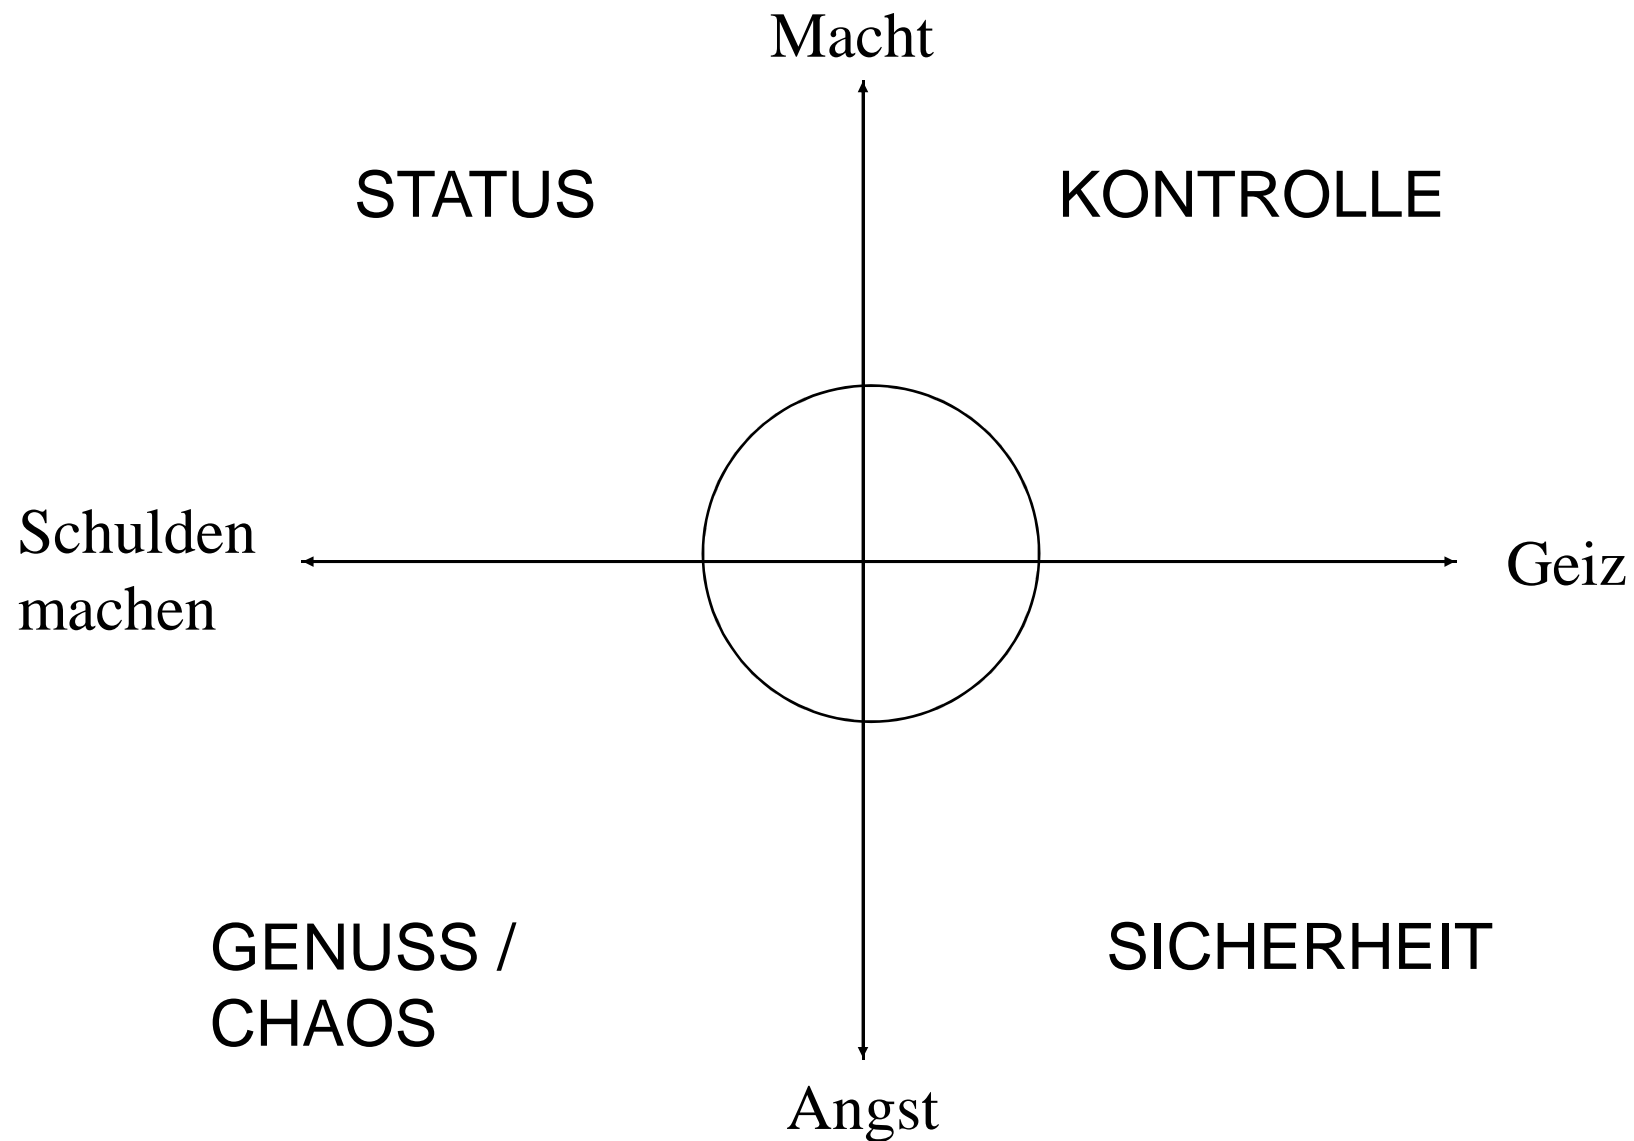 Macht
STATUS
KONTROLLE
Schulden
machen
Geiz
GENUSS /
CHAOS
SICHERHEIT
Angst